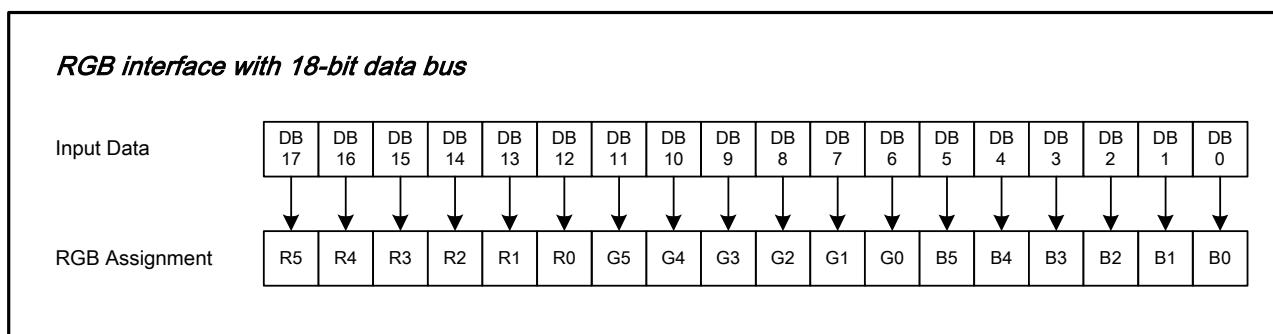 RGB interface with 18-bit data bus
Input Data
DB 17 DB 16 DB 15 DB 14 DB 13 DB 12 DB 11 DB 10 DB 9 DB 8 DB 7 DB 6 DB 5 DB 4 DB 3 DB 2 DB 1 DB 0
RGB Assignment
R5 R4 R3 R2 R1 R0 G5 G4 G3 G2 G1 G0 B5 B4 B3 B2 B1 B0